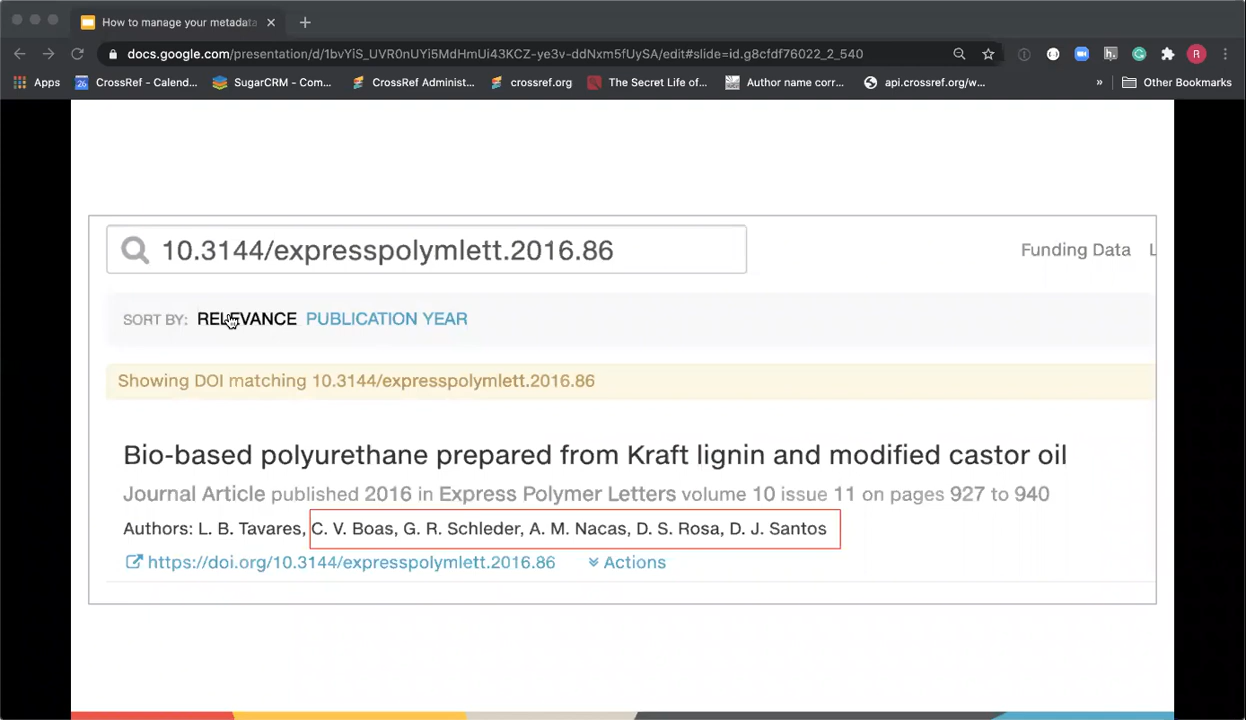 How to manage your metadata
docs.google.com/presentation/d/1bvYiS_UVR0nUYi5MdHmUi43KCZ-ye3v-ddNxm5fUySA/edit#slide=id.g8cfdf76022_2_540
R
Apps 26 CrossRef - Calend... SugarCRM - Com... CrossRef Administ... crossref.org The Secret Life of... Author name corr... api.crossref.org/w... » Other Bookmarks
10.3144/expresspolymlett.2016.86 Funding Data L
SORT BY: RELEVANCE PUBLICATION YEAR
Showing DOI matching 10.3144/expresspolymlett.2016.86
Bio-based polyurethane prepared from Kraft lignin and modified castor oil
Journal Article published 2016 in Express Polymer Letters volume 10 issue 11 on pages 927 to 940
Authors: L. B. Tavares, C. V. Boas, G. R. Schleder, A. M. Nacas, D. S. Rosa, D. J. Santos
https://doi.org/10.3144/expresspolymlett.2016.86 Actions